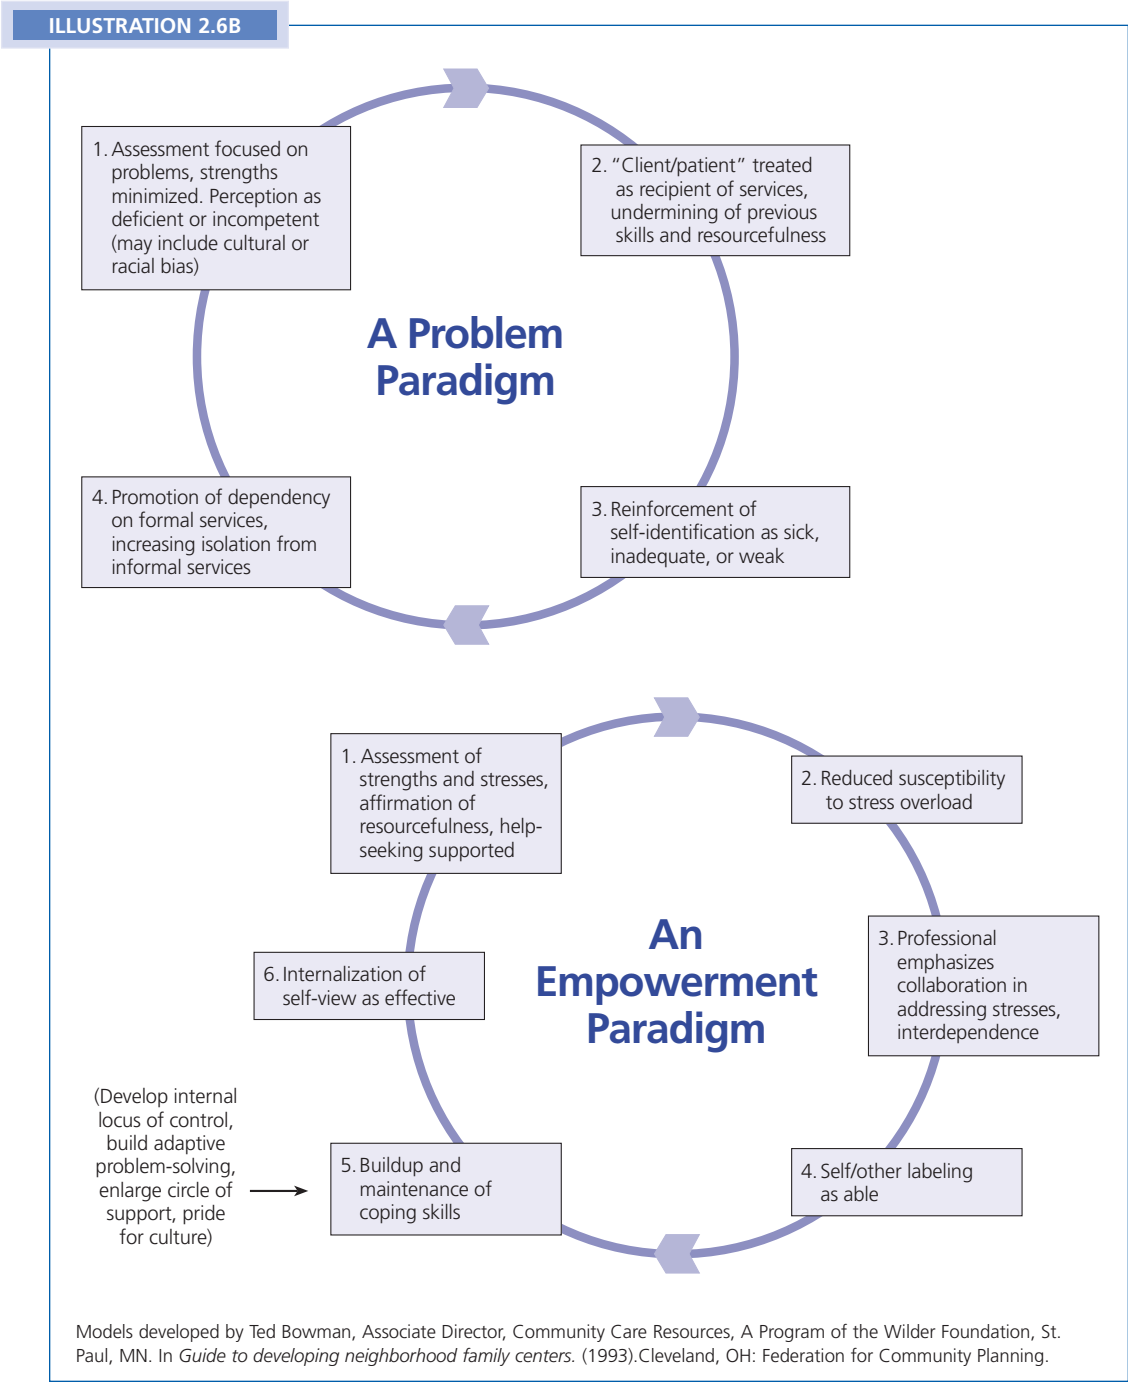 ILLUSTRATION 2.6B
1. Assessment focused on
problems, strengths
minimized. Perception as
deficient or incompetent
(may include cultural or
racial bias)
2. “Client/patient” treated
as recipient of services,
undermining of previous
skills and resourcefulness
A Problem
Paradigm
4. Promotion of dependency
on formal services,
increasing isolation from
informal services
3. Reinforcement of
self-identification as sick,
inadequate, or weak
1. Assessment of
strengths and stresses,
affirmation of
resourcefulness, help-
seeking supported
2. Reduced susceptibility
to stress overload
An
Empowerment
Paradigm
3. Professional
emphasizes
collaboration in
addressing stresses,
interdependence
6. Internalization of
self-view as effective
(Develop internal
locus of control,
build adaptive
problem-solving,
enlarge circle of
support, pride
for culture)
5. Buildup and
maintenance of
coping skills
4. Self/other labeling
as able
Models developed by Ted Bowman, Associate Director, Community Care Resources, A Program of the Wilder Foundation, St.
Paul, MN. In Guide to developing neighborhood family centers. (1993).Cleveland, OH: Federation for Community Planning.